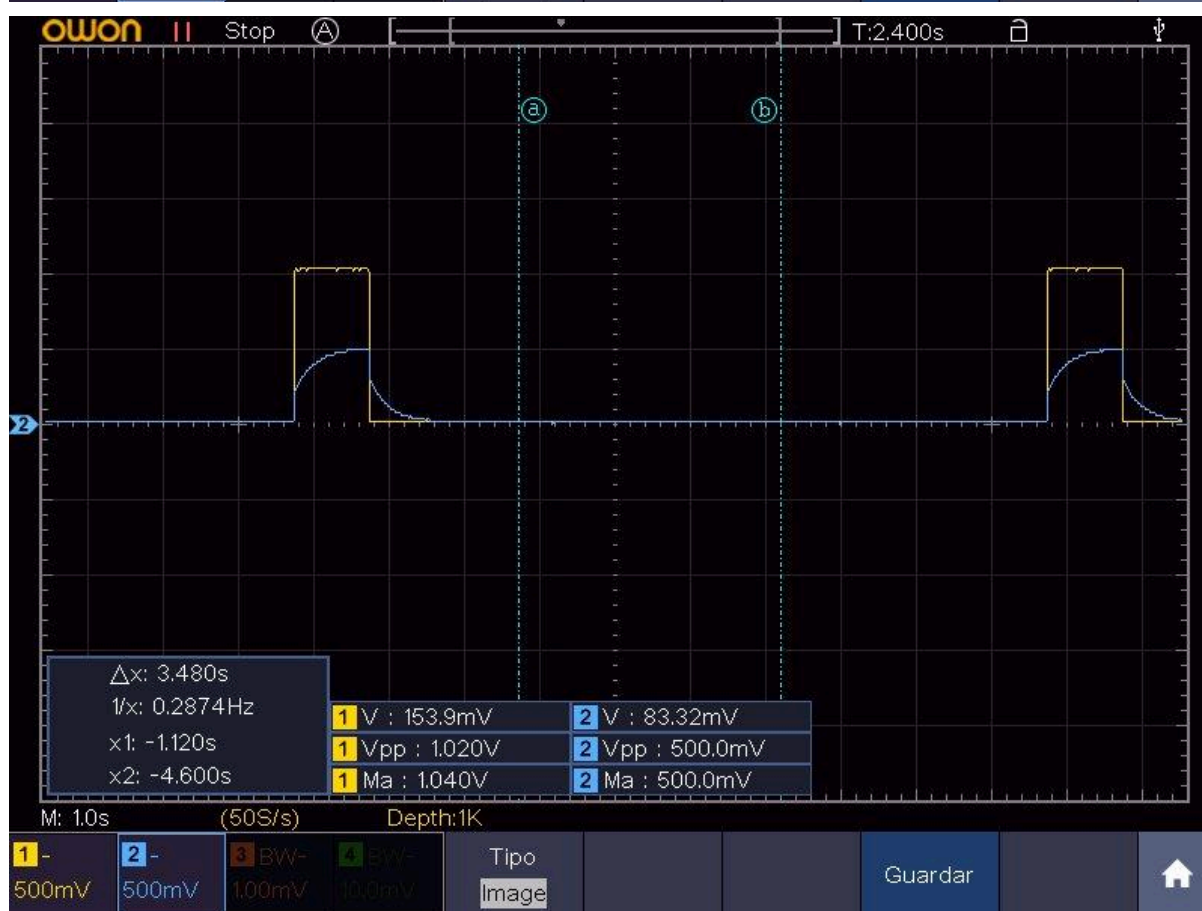 owon || Stop A T:2.400s
a b
2
△x: 3.480s
1/x: 0.2874Hz
x1: -1.120s
x2: -4.600s
1 V : 153.9mV 2 V : 83.32mV
1 Vpp : 1.020V 2 Vpp : 500.0mV
1 Ma : 1.040V 2 Ma : 500.0mV
M: 1.0s (50S/s) Depth:1K
1 - 2 - 3 BW- 4 BW- Tipo
500mV 500mV 1.00mV 10.0mV Image Guardar